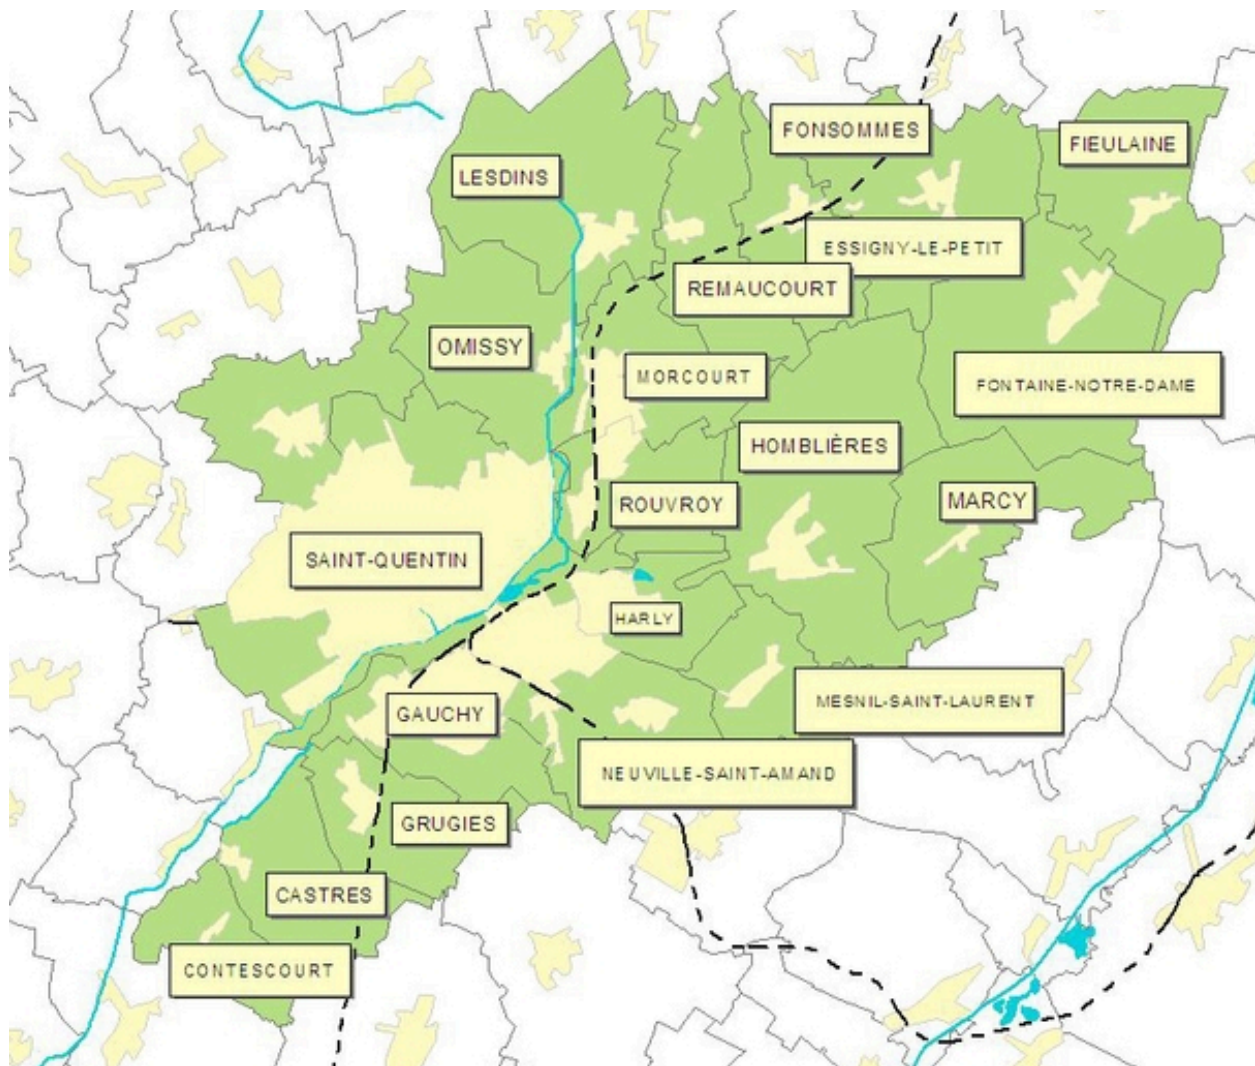 FONSOMMES
FIEULAINE
LESDINS
ESSIGNY-LE-PETIT
REMAUCOURT
OMISSY
MORCOURT
FONTAINE-NOTRE-DAME
HOMBLIÈRES
ROUVROY
MARCY
SAINT-QUENTIN
HARLY
MESNIL-SAINT-LAURENT
GAUCHY
NEUVILLE-SAINT-AMAND
GRUGIES
CASTRES
CONTESCOURT